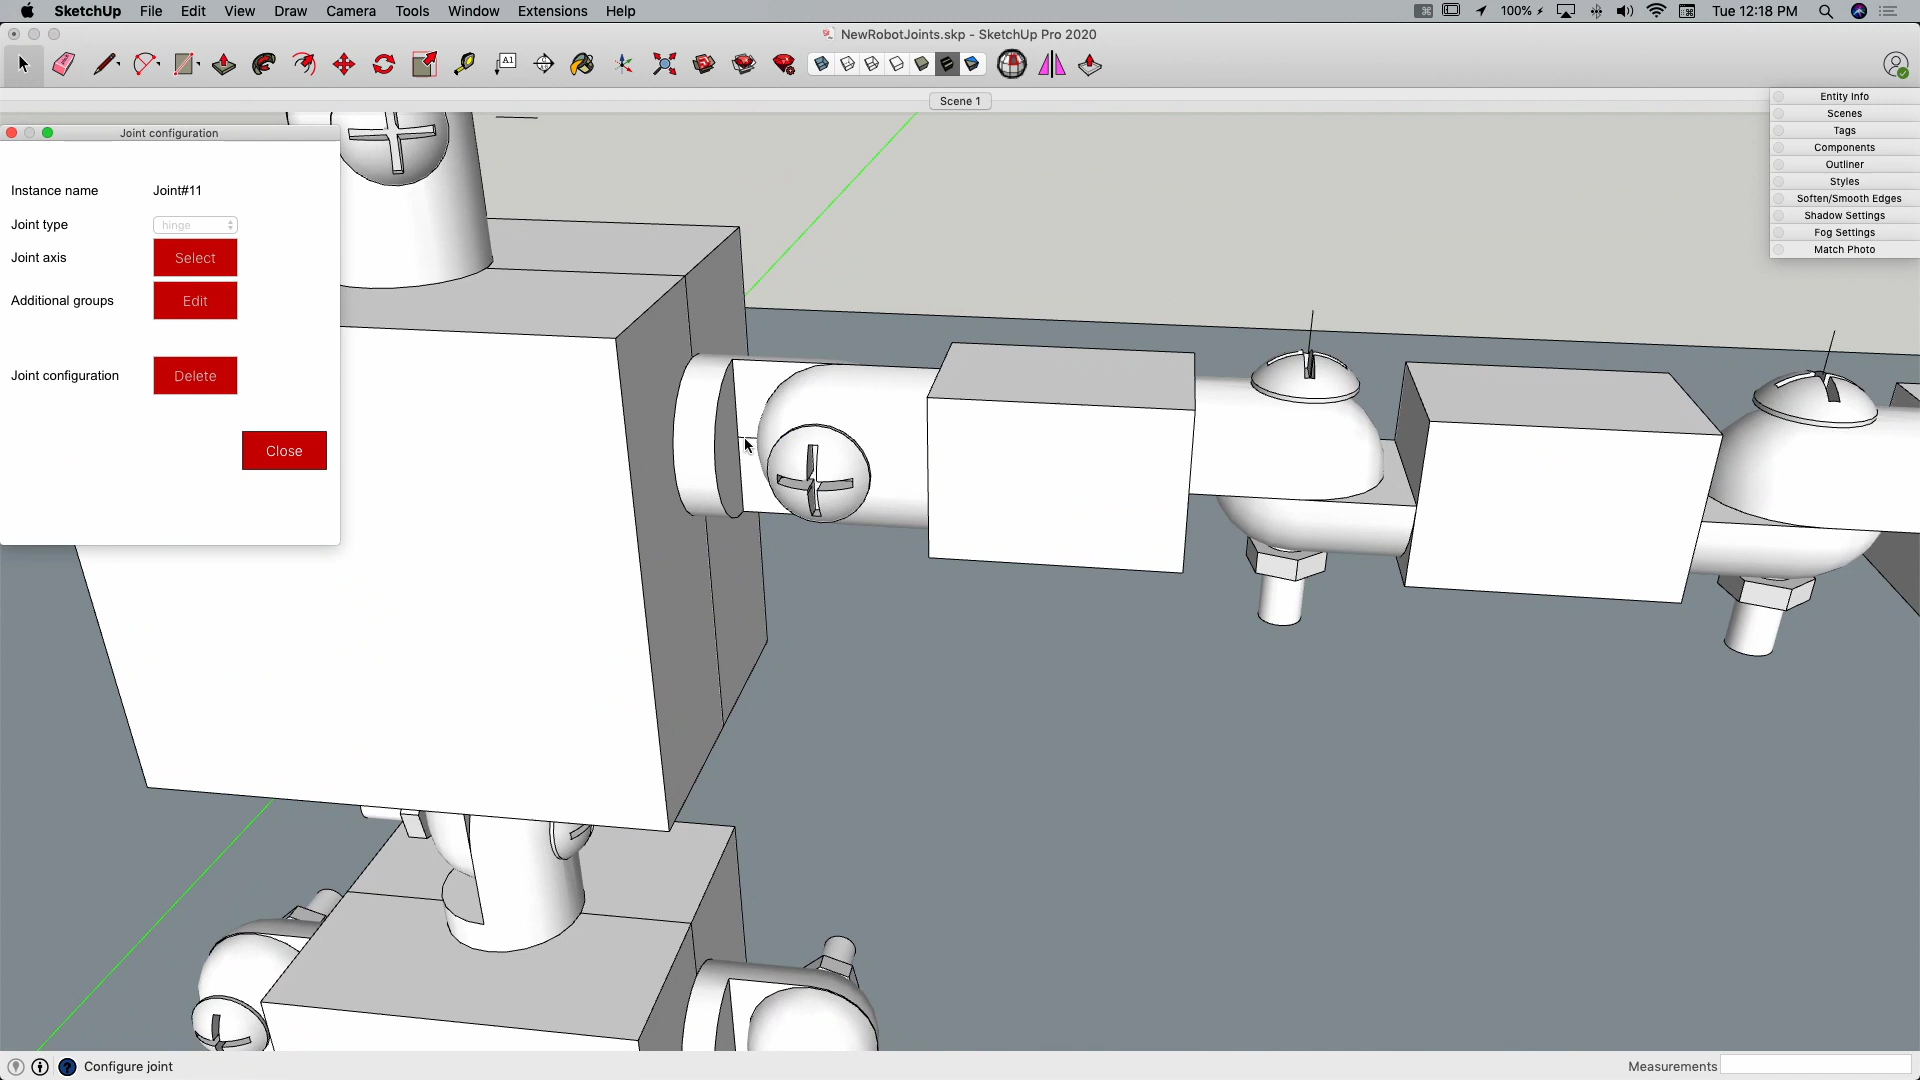 SketchUp File Edit View Draw Camera Tools Window Extensions Help 100% Tue 12:18 PM
NewRobotJoints.skp - SketchUp Pro 2020
A1
Scene 1
Joint configuration
Instance name Joint#11
Joint type hinge
Joint axis Select
Additional groups Edit
Joint configuration Delete
Close
Entity Info
Scenes
Tags
Components
Outliner
Styles
Soften/Smooth Edges
Shadow Settings
Fog Settings
Match Photo
Configure joint
Measurements